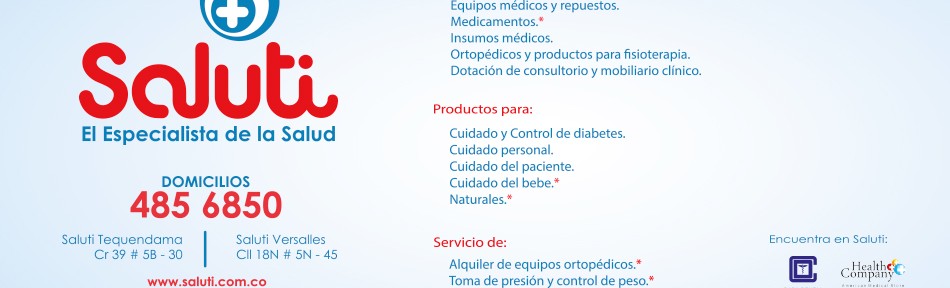 Saluti
El Especialista de la Salud
DOMICILIOS
485 6850
Saluti Tequendama
Cr 39 # 5B - 30
Saluti Versalles
Cll 18N # 5N - 45
www.saluti.com.co
Equipos médicos y repuestos.
Medicamentos.*
Insumos médicos.
Ortopédicos y productos para fisioterapia.
Dotación de consultorio y mobiliario clínico.
Productos para:
Cuidado y Control de diabetes.
Cuidado personal.
Cuidado del paciente.
Cuidado del bebe.*
Naturales.*
Servicio de:
Alquiler de equipos ortopédicos.*
Toma de presión y control de peso.*
Encuentra en Saluti:
Health
Company